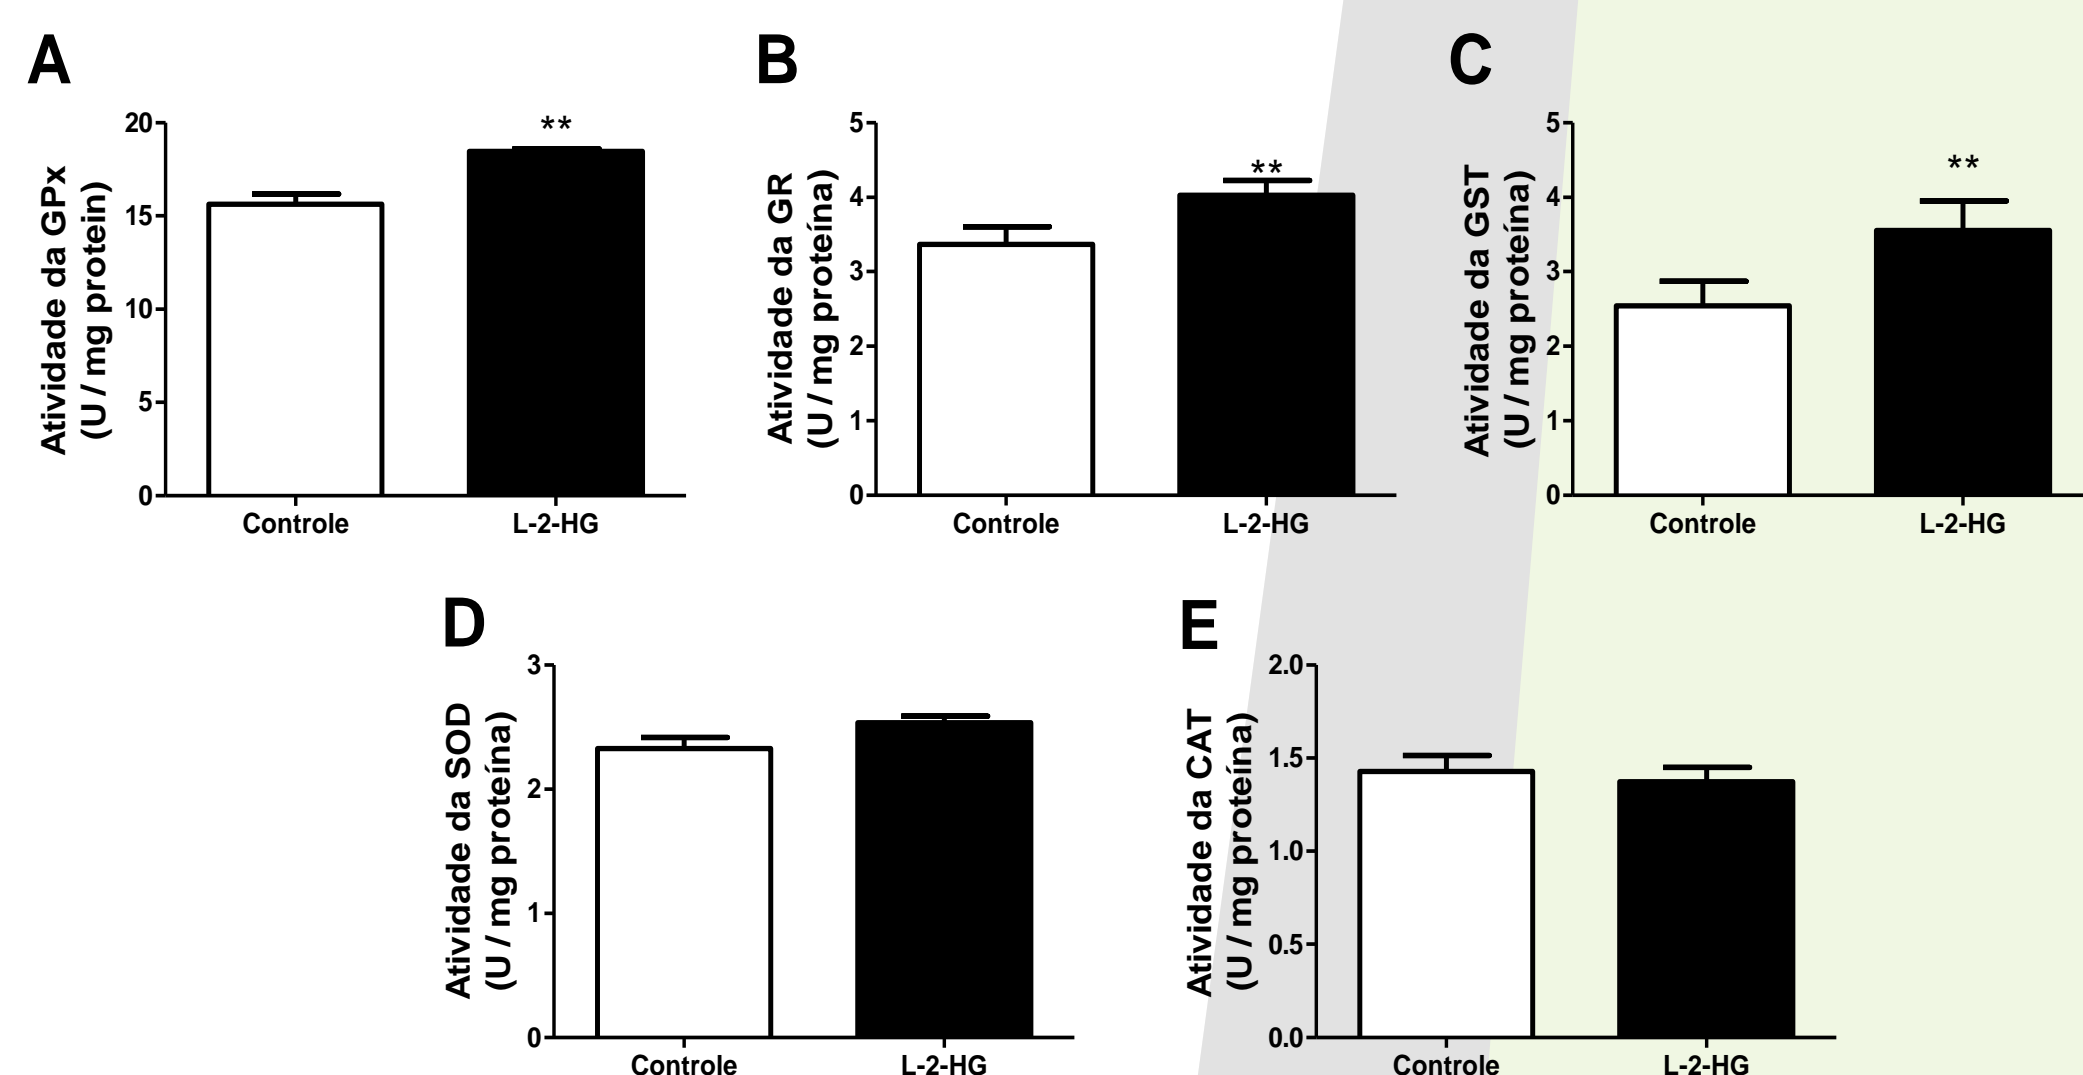 A
Atividade da GPx
(U / mg protein)
20
15
10
5
0
**
Controle
L-2-HG
B
Atividade da GR
(U / mg proteína)
5
4
3
2
1
0
**
Controle
L-2-HG
C
Atividade da GST
(U / mg proteína)
5
4
3
2
1
0
**
Controle
L-2-HG
D
Atividade da SOD
(U / mg proteína)
3
2
1
0
Controle
L-2-HG
E
Atividade da CAT
(U / mg proteína)
2.0
1.5
1.0
0.5
0.0
Controle
L-2-HG